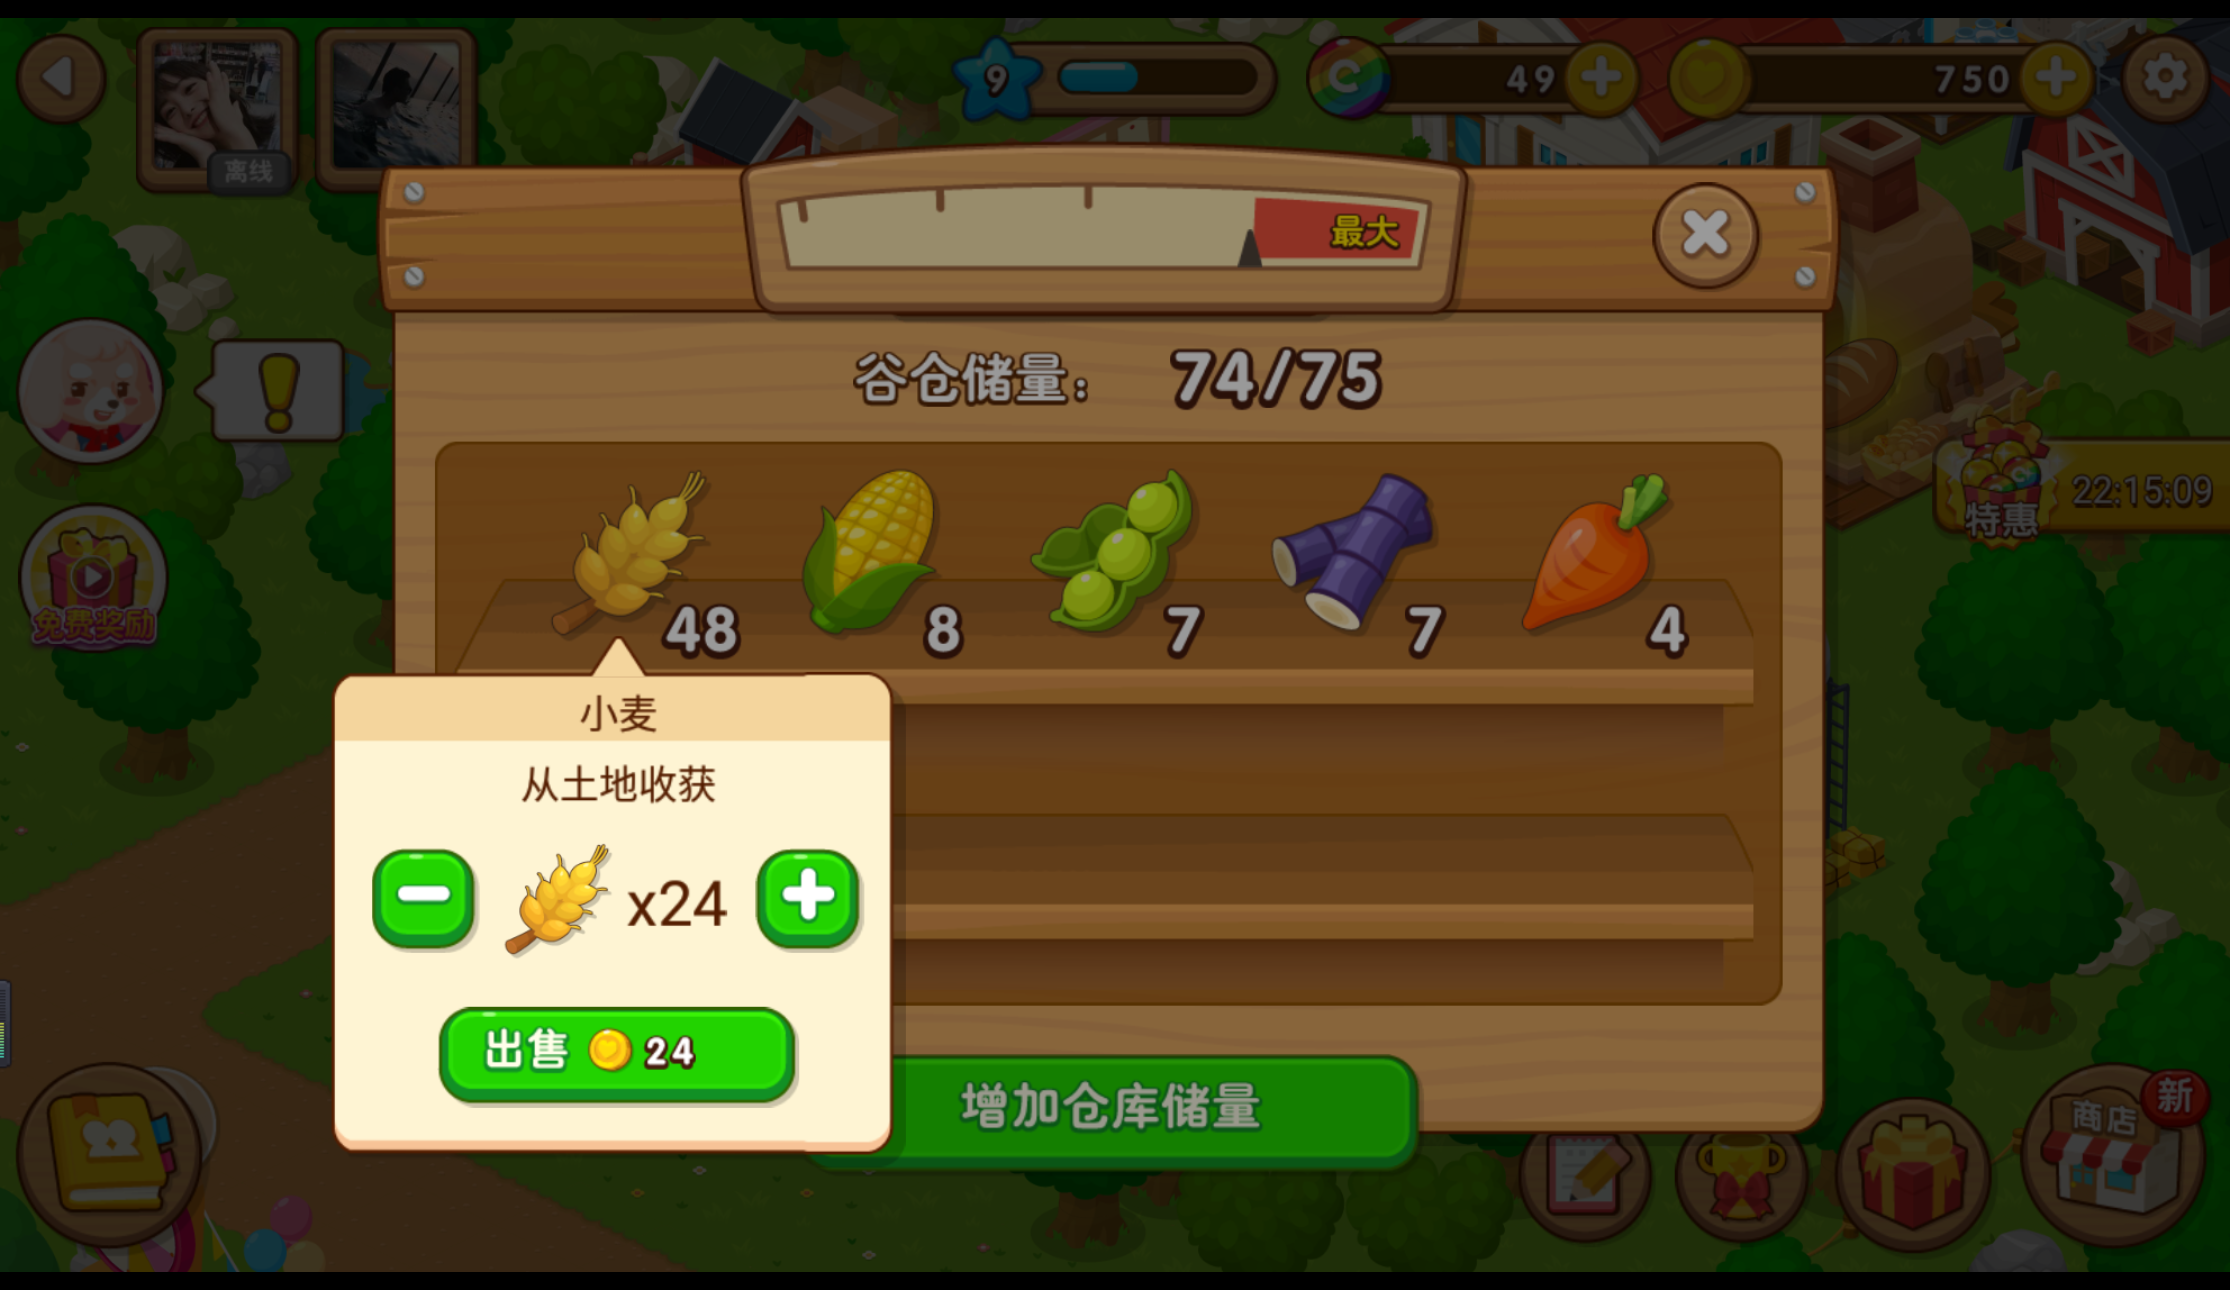 离线
9
49
750
最大
谷仓储量: 74/75
48
8
7
7
4
22:15:09
特惠
免费奖励
小麦
从土地收获
x24
出售 24
增加仓库储量
商店
新